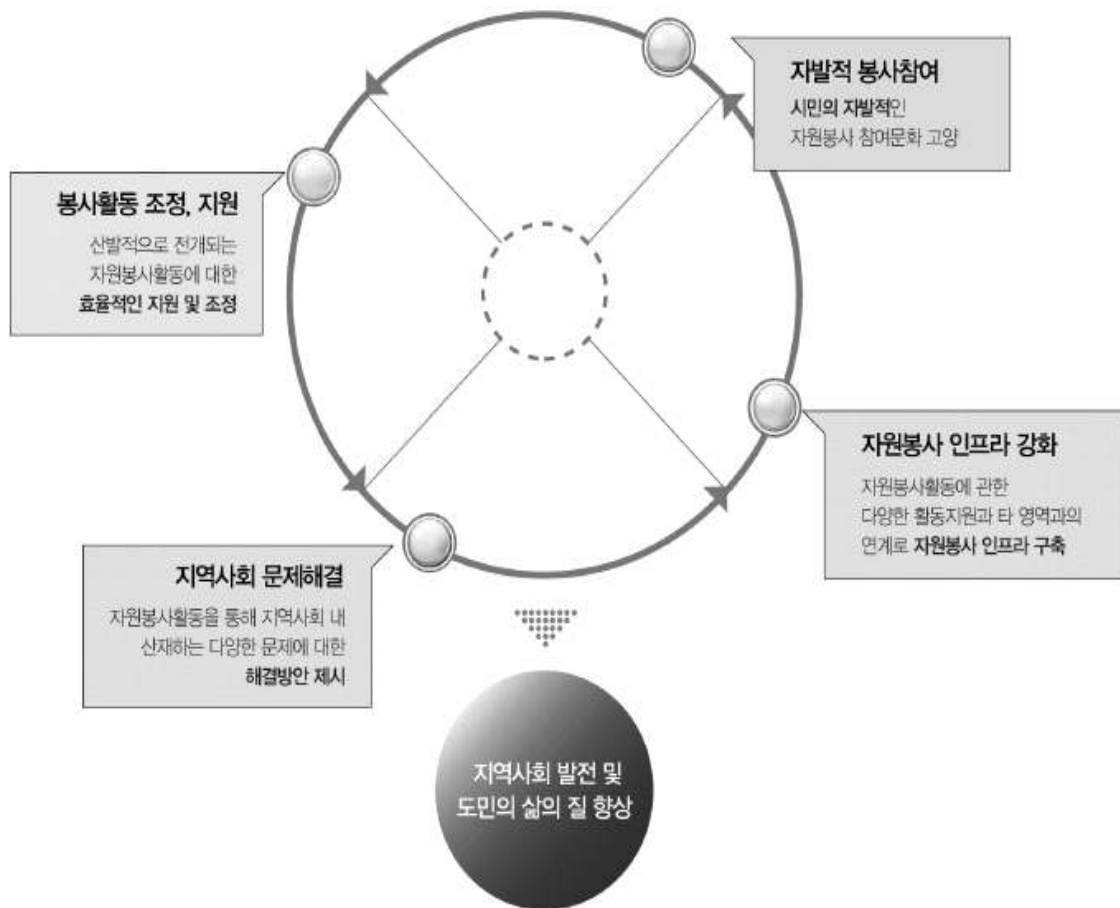 자발적 봉사참여
시민의 자발적인
자원봉사 참여문화 고양
봉사활동 조정, 지원
산발적으로 전개되는
자원봉사활동에 대한
효율적인 지원 및 조정
자원봉사 인프라 강화
자원봉사활동에 관한
다양한 활동지원과 타 영역과의
연계로 자원봉사 인프라 구축
지역사회 문제해결
자원봉사활동을 통해 지역사회 내
산재하는 다양한 문제에 대한
해결방안 제시
지역사회 발전 및
도민의 삶의 질 향상